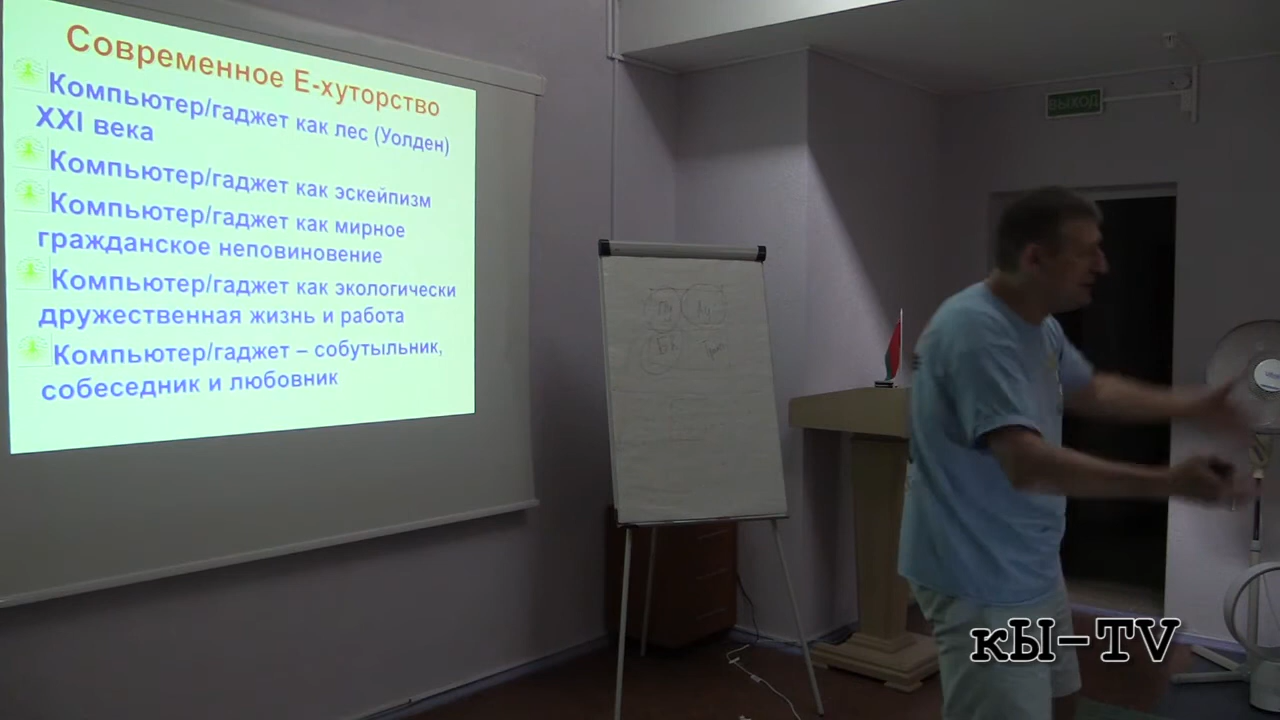 Современное Е-хуторство
Компьютер/гаджет как лес (Уолден)
XXI века
Компьютер/гаджет как эскейпизм
Компьютер/гаджет как мирное
гражданское неповиновение
Компьютер/гаджет как экологически
дружественная жизнь и работа
Компьютер/гаджет – собутыльник,
собеседник и любовник
ВЫХОД
кЫ-TV